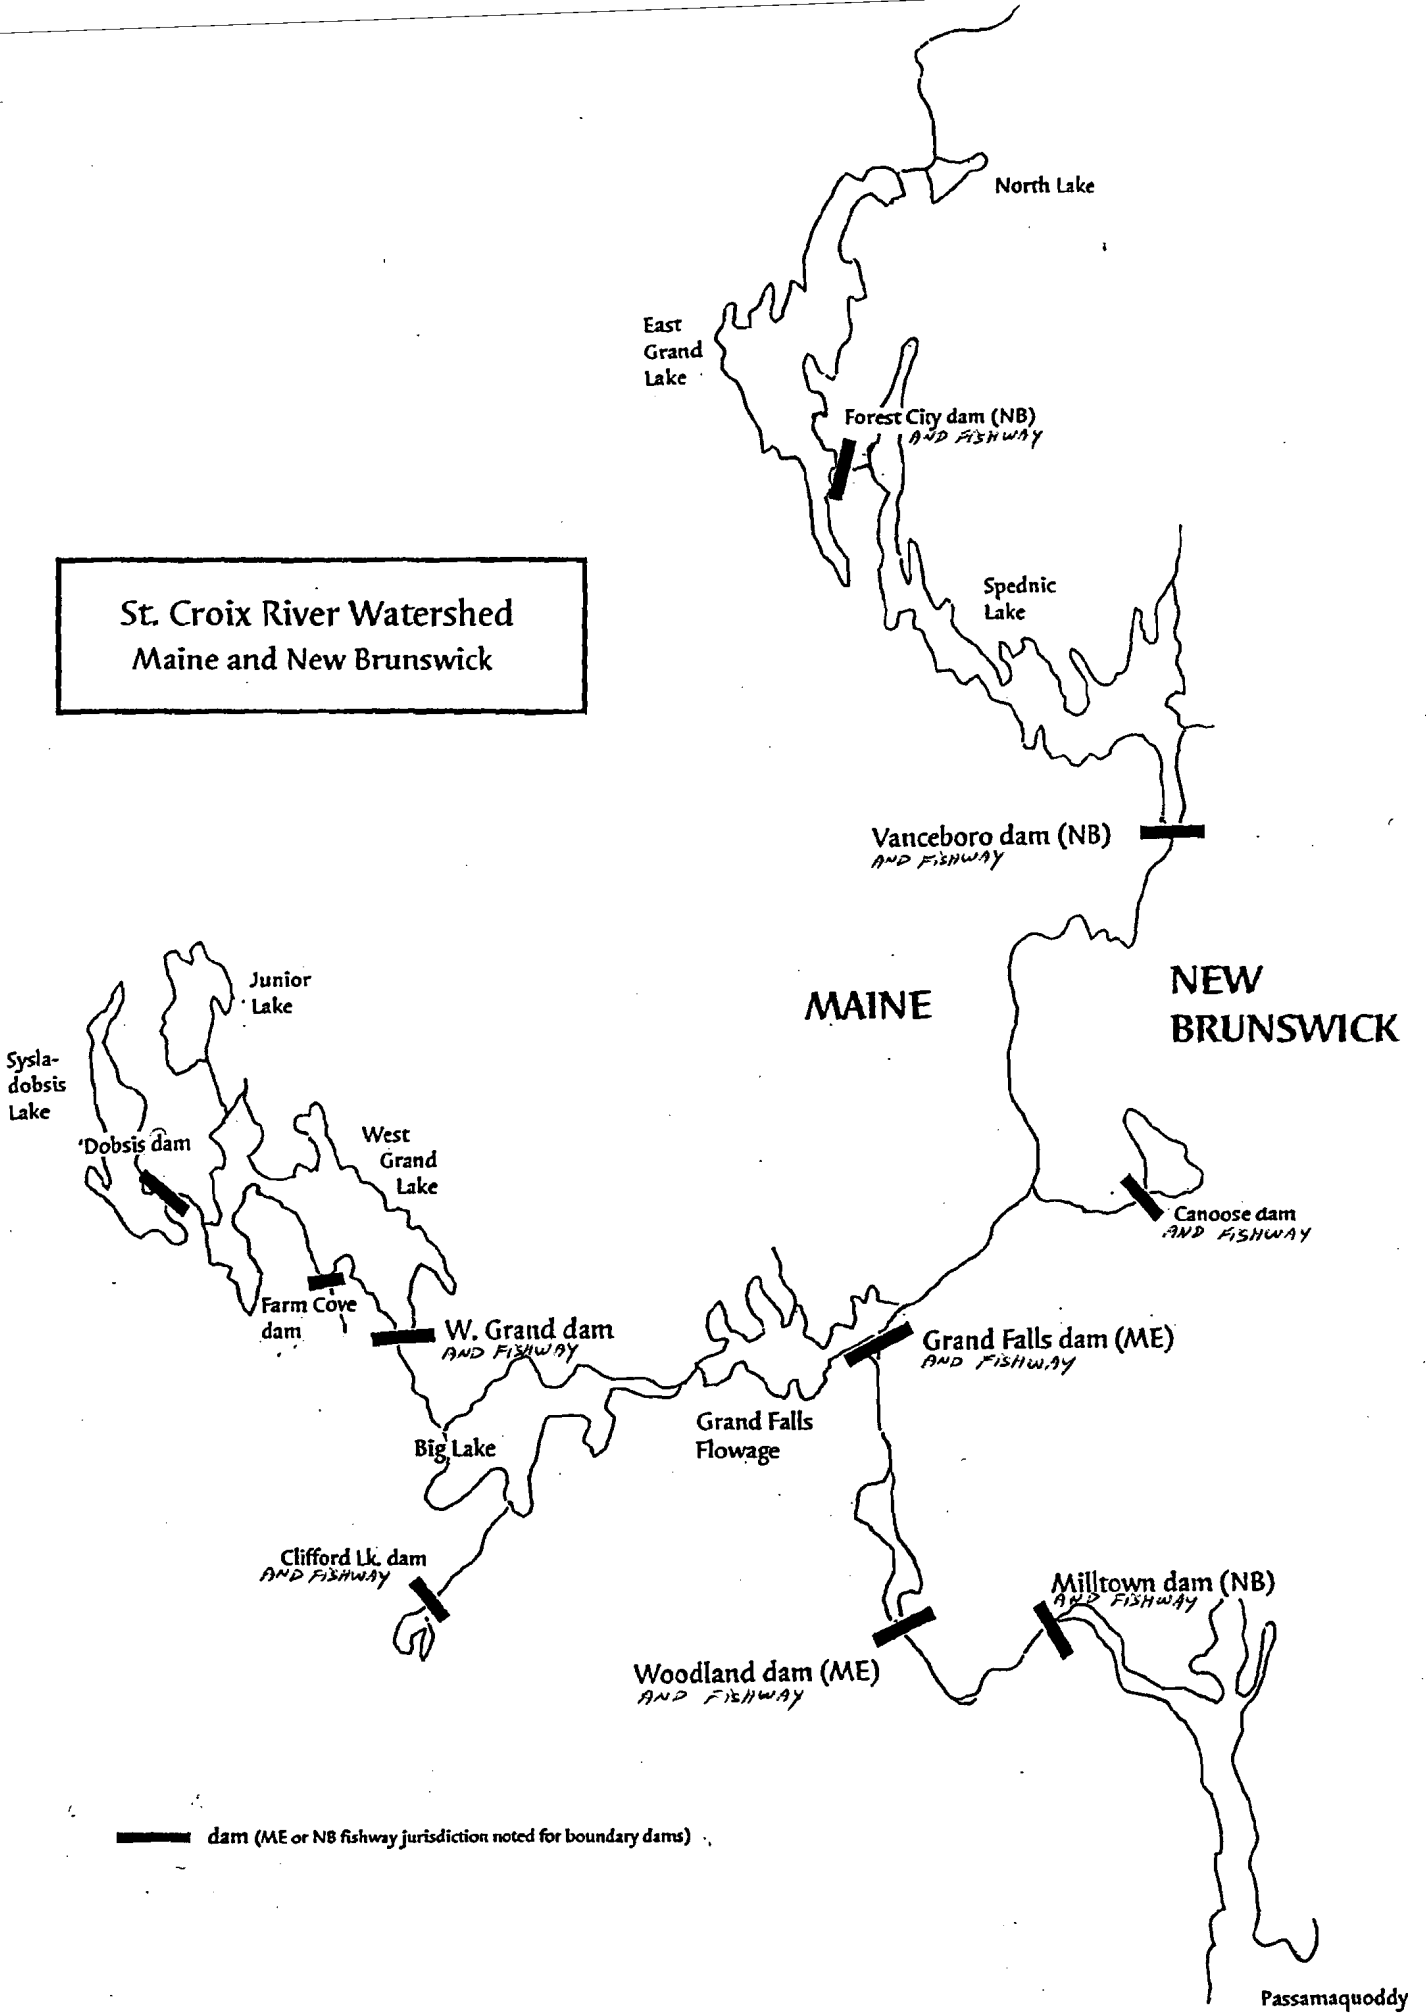 North Lake
East
Grand
Lake
Forest City dam (NB)
AND FISHWAY
Spednic
Lake
St. Croix River Watershed
Maine and New Brunswick
Vanceboro dam (NB)
AND FISHWAY
Junior
Lake
MAINE
NEW
BRUNSWICK
Sysla-
dobsis
Lake
'Dobsis dam
West
Grand
Lake
Canoose dam
AND FISHWAY
Farm Cove
dam
W. Grand dam
AND FISHWAY
Grand Falls dam (ME)
AND FISHWAY
Grand Falls
Flowage
Big Lake
Clifford Lk. dam
AND FISHWAY
Milltown dam (NB)
AND FISHWAY
Woodland dam (ME)
AND FISHWAY
dam (ME or NB fishway jurisdiction noted for boundary dams)
Passamaquoddy